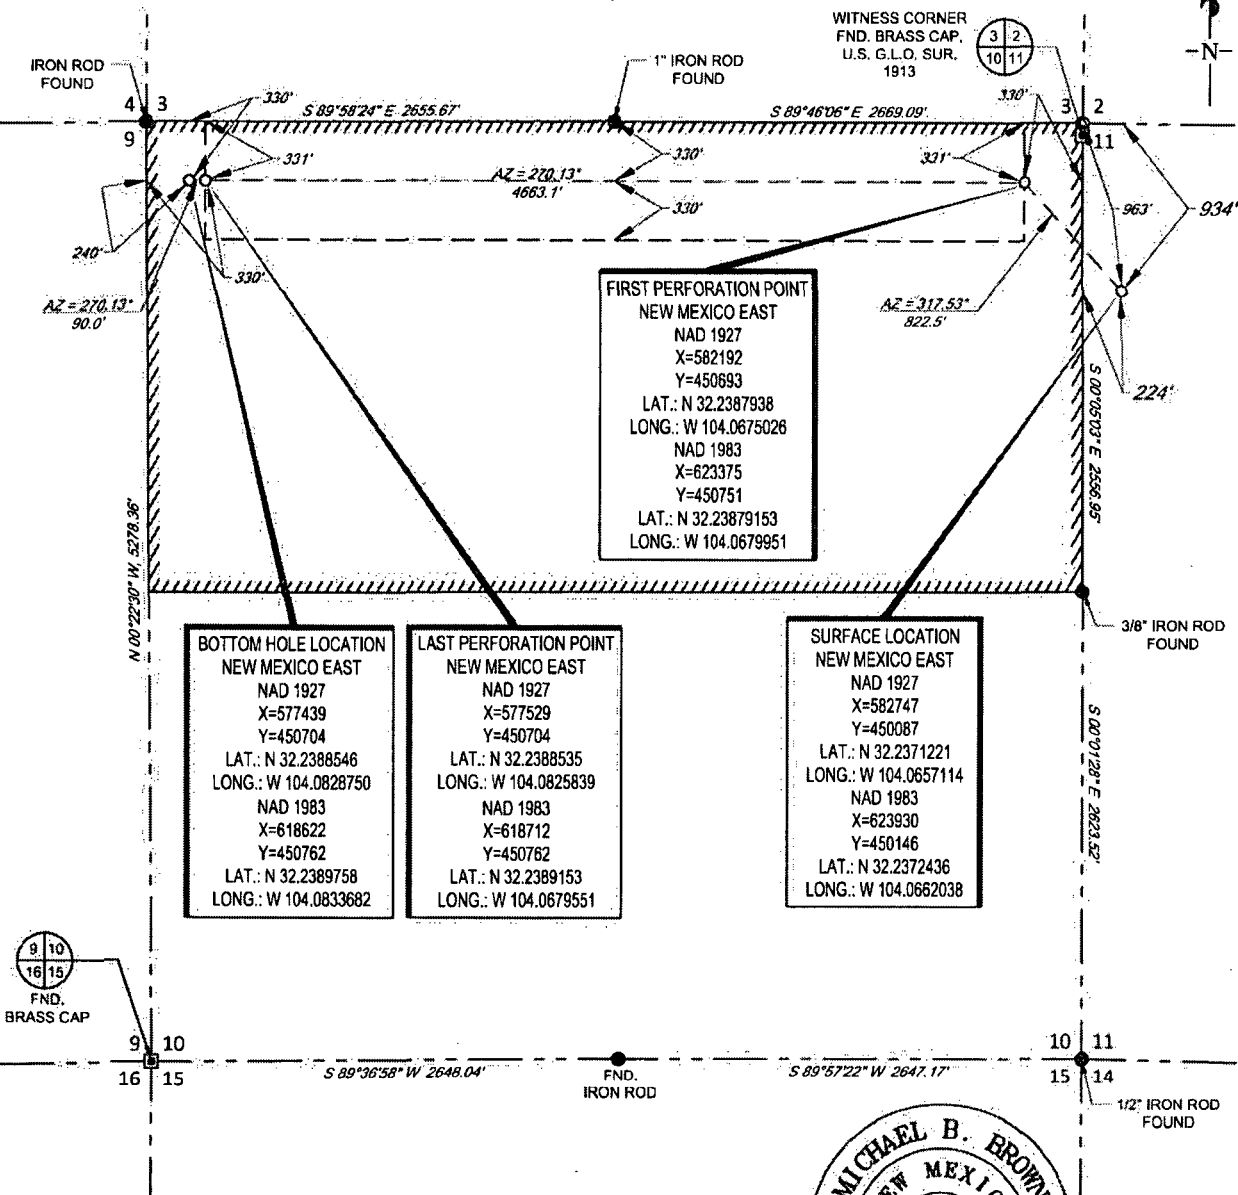 WITNESS CORNER
FND. BRASS CAP,
U.S. G.L.O. SUR.
1913
3 2
10 11
N
IRON ROD
FOUND
1" IRON ROD
FOUND
4 3
9
330'
S 89°58'24" E 2655.67'
S 89°46'06" E 2669.09'
330'
3 2
11
331'
330'
331'
AZ = 270.13°
4663.1'
330'
963'
934'
240'
330'
AZ = 270.13°
90.0'
AZ = 317.53°
822.5'
224'
FIRST PERFORATION POINT
NEW MEXICO EAST
NAD 1927
X=582192
Y=450693
LAT.: N 32.2387938
LONG.: W 104.0675026
NAD 1983
X=623375
Y=450751
LAT.: N 32.23879153
LONG.: W 104.0679951
S 00°05'03" E 2556.95'
N 00°22'30" W 5278.36'
3/8" IRON ROD
FOUND
BOTTOM HOLE LOCATION
NEW MEXICO EAST
NAD 1927
X=577439
Y=450704
LAT.: N 32.2388546
LONG.: W 104.0828750
NAD 1983
X=618622
Y=450762
LAT.: N 32.2389758
LONG.: W 104.0833682
LAST PERFORATION POINT
NEW MEXICO EAST
NAD 1927
X=577529
Y=450704
LAT.: N 32.2388535
LONG.: W 104.0825839
NAD 1983
X=618712
Y=450762
LAT.: N 32.2389153
LONG.: W 104.0679551
SURFACE LOCATION
NEW MEXICO EAST
NAD 1927
X=582747
Y=450087
LAT.: N 32.2371221
LONG.: W 104.0657114
NAD 1983
X=623930
Y=450146
LAT.: N 32.2372436
LONG.: W 104.0662038
S 00°01'28" E 2623.52'
9 10
16 15
FND.
BRASS CAP
9 10
16 15
S 89°36'58" W 2648.04'
FND.
IRON ROD
S 89°57'22" W 2647.17'
10 11
15 14
1/2" IRON ROD
FOUND
MICHAEL B. BROWN
NEW MEXICO